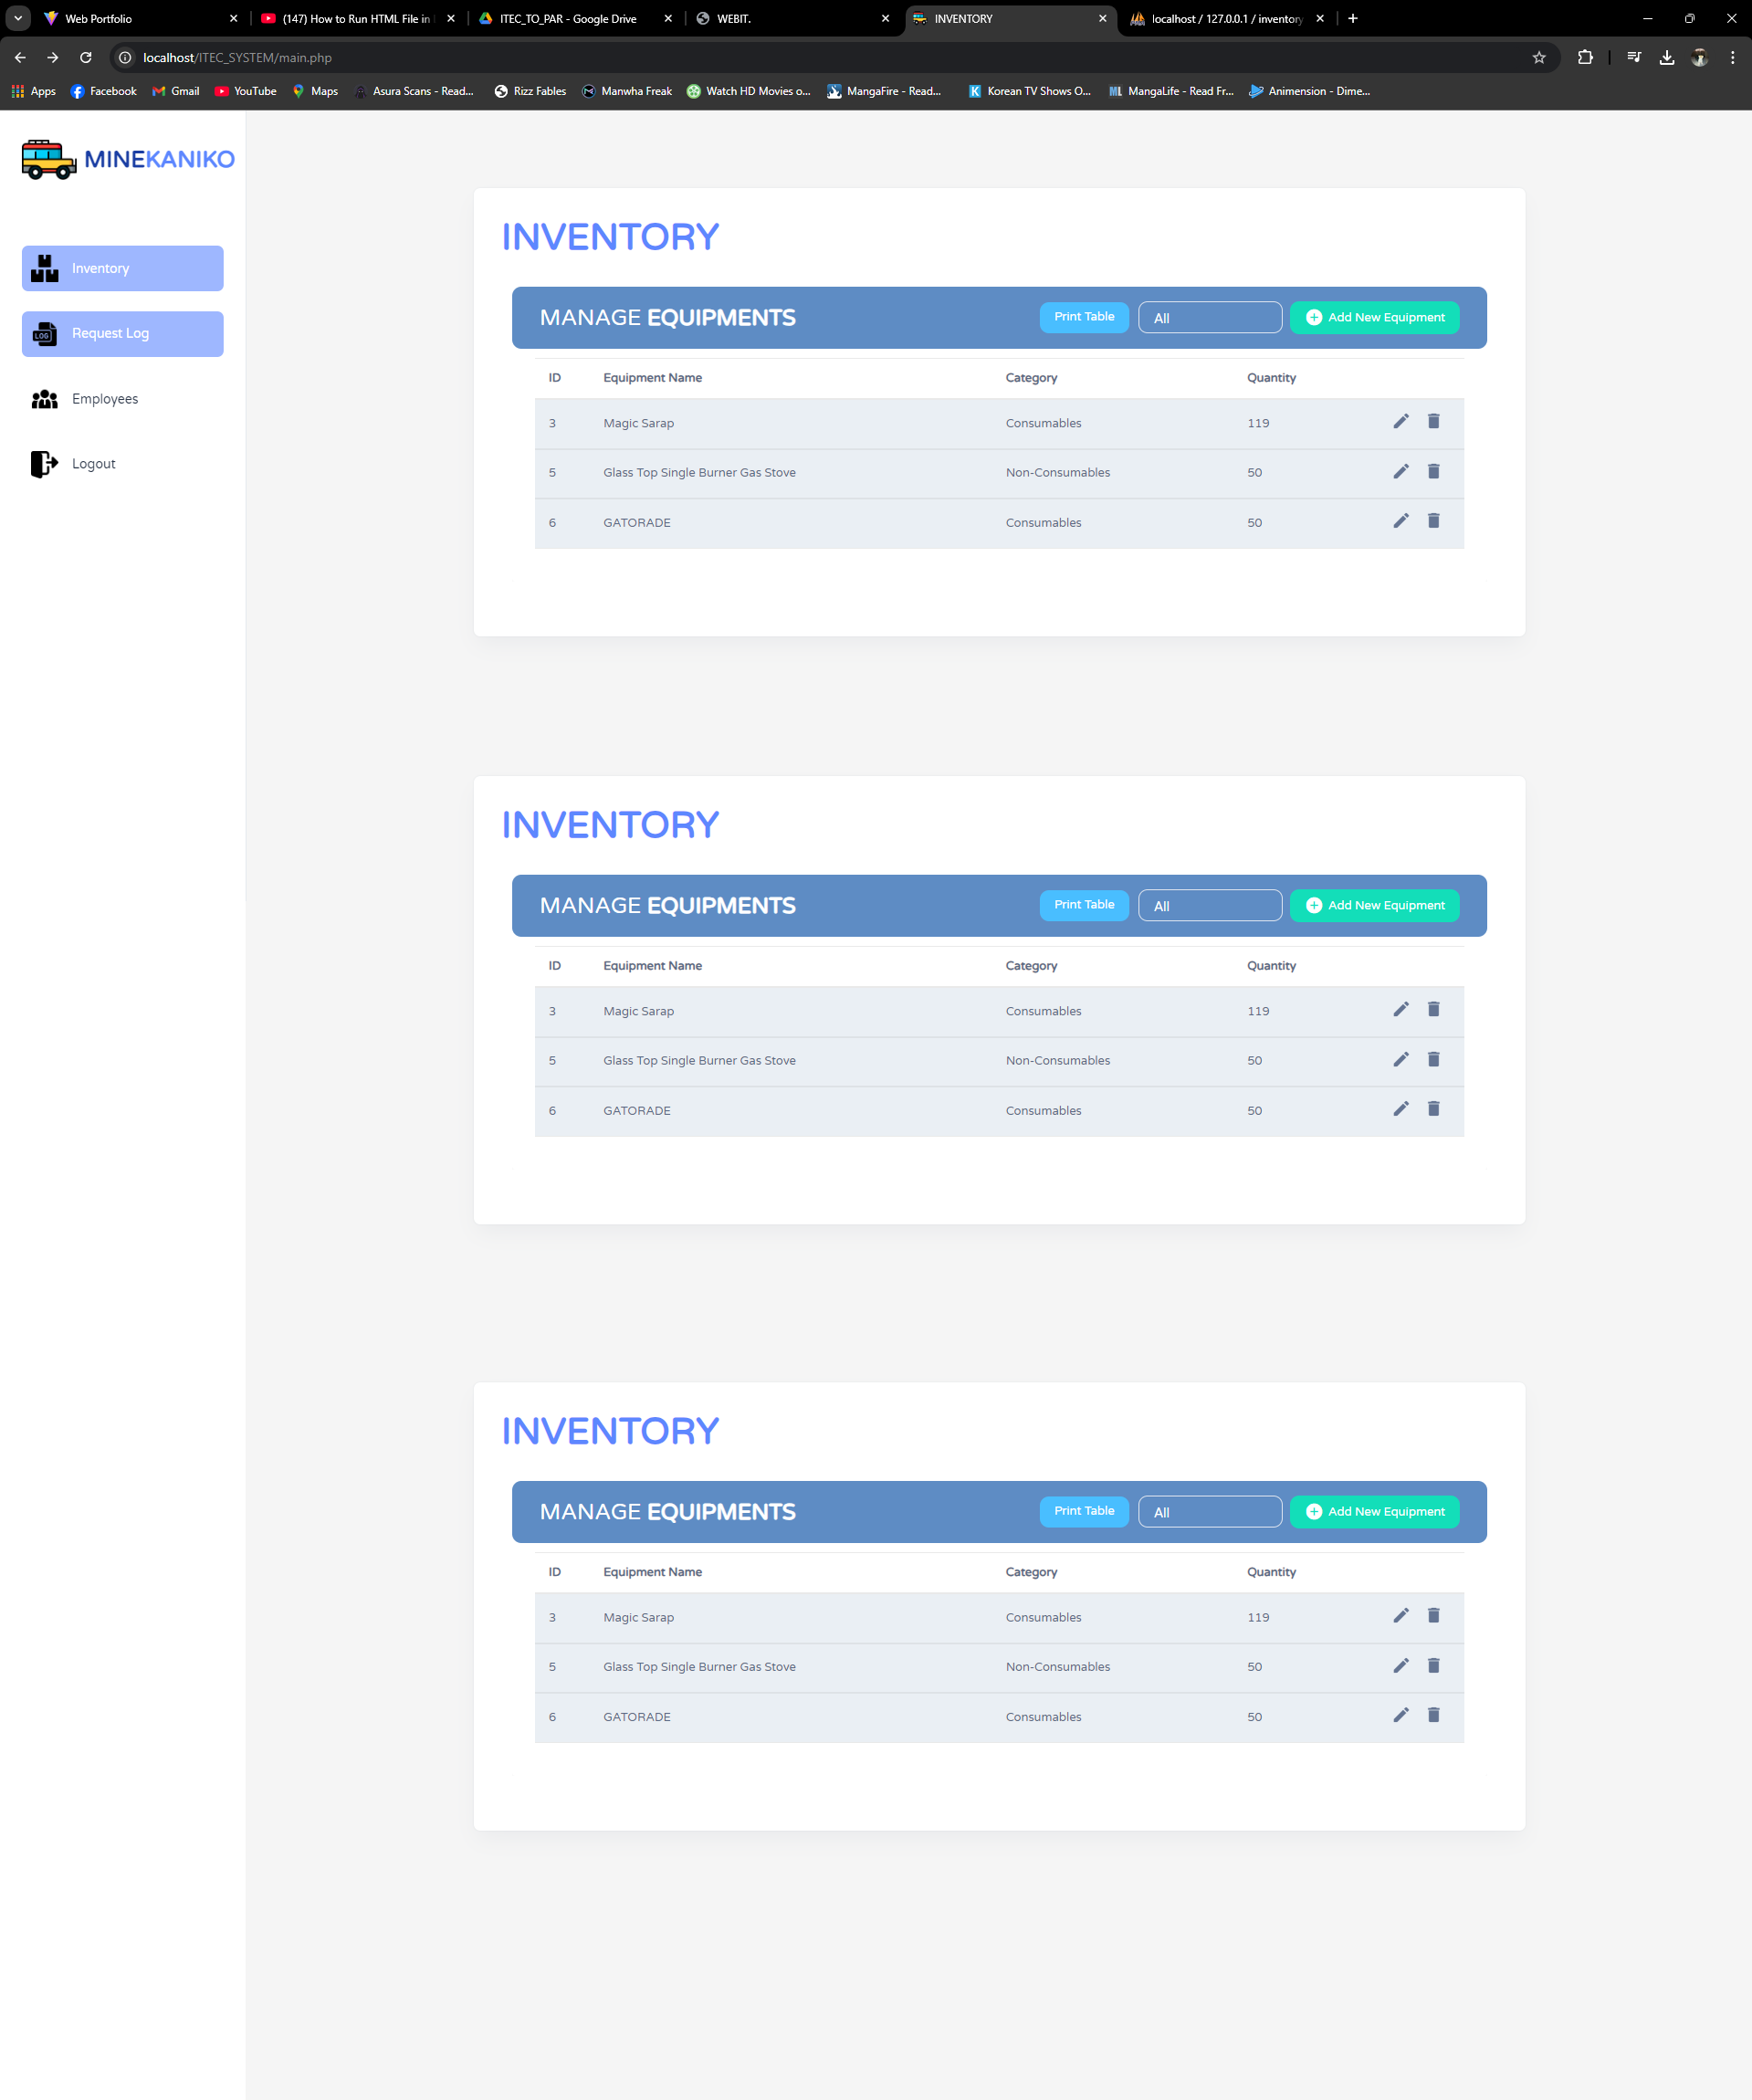 Web Portfolio
(147) How to Run HTML File in
ITEC_TO_PAR - Google Drive
WEBIT.
INVENTORY
localhost / 127.0.0.1 / inventory
localhost/ITEC_SYSTEM/main.php
Apps
Facebook
Gmail
YouTube
Maps
Asura Scans - Read...
Rizz Fables
Manwha Freak
Watch HD Movies o...
MangaFire - Read...
K
Korean TV Shows O...
ML
MangaLife - Read Fr...
Animension - Dime...
MINEKANIKO
Inventory
LOG
Request Log
Employees
Logout
INVENTORY
MANAGE EQUIPMENTS
Print Table
All
Add New Equipment
ID Equipment Name Category Quantity
3 Magic Sarap Consumables 119
5 Glass Top Single Burner Gas Stove Non-Consumables 50
6 GATORADE Consumables 50
INVENTORY
MANAGE EQUIPMENTS
Print Table
All
Add New Equipment
ID Equipment Name Category Quantity
3 Magic Sarap Consumables 119
5 Glass Top Single Burner Gas Stove Non-Consumables 50
6 GATORADE Consumables 50
INVENTORY
MANAGE EQUIPMENTS
Print Table
All
Add New Equipment
ID Equipment Name Category Quantity
3 Magic Sarap Consumables 119
5 Glass Top Single Burner Gas Stove Non-Consumables 50
6 GATORADE Consumables 50